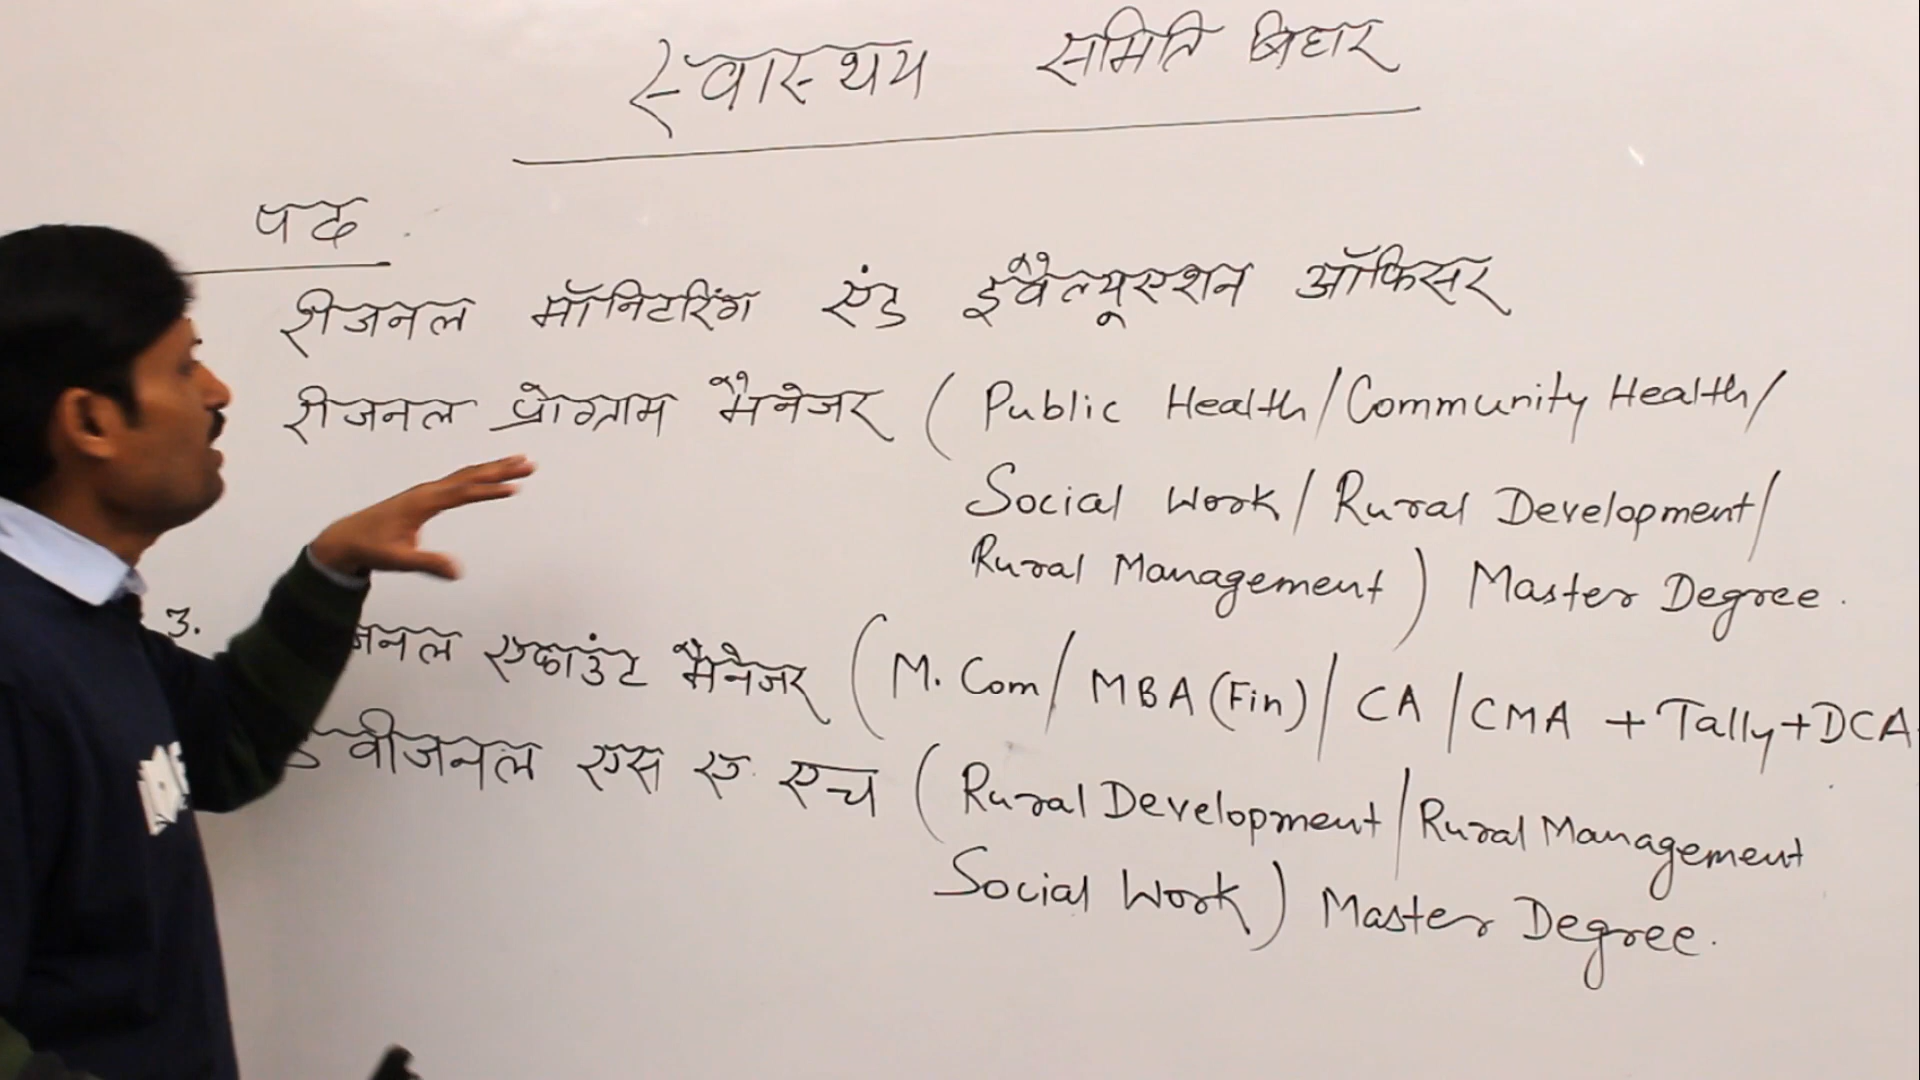 स्वास्थय समिति बिहार
पद
रीजनल मॉनिटरिंग एंड इवैल्यूएशन ऑफिसर
रीजनल प्रोग्राम मैनेजर ( Public Health/Community Health/
Social Work/Rural Development/
Rural Management) Master Degree.
3. जनल एकाउंट मैनेजर (M.Com/MBA(Fin)/CA/CMA +Tally+DCA
वीजनल एस ए एच (Rural Development/Rural Management
Social Work) Master Degree.